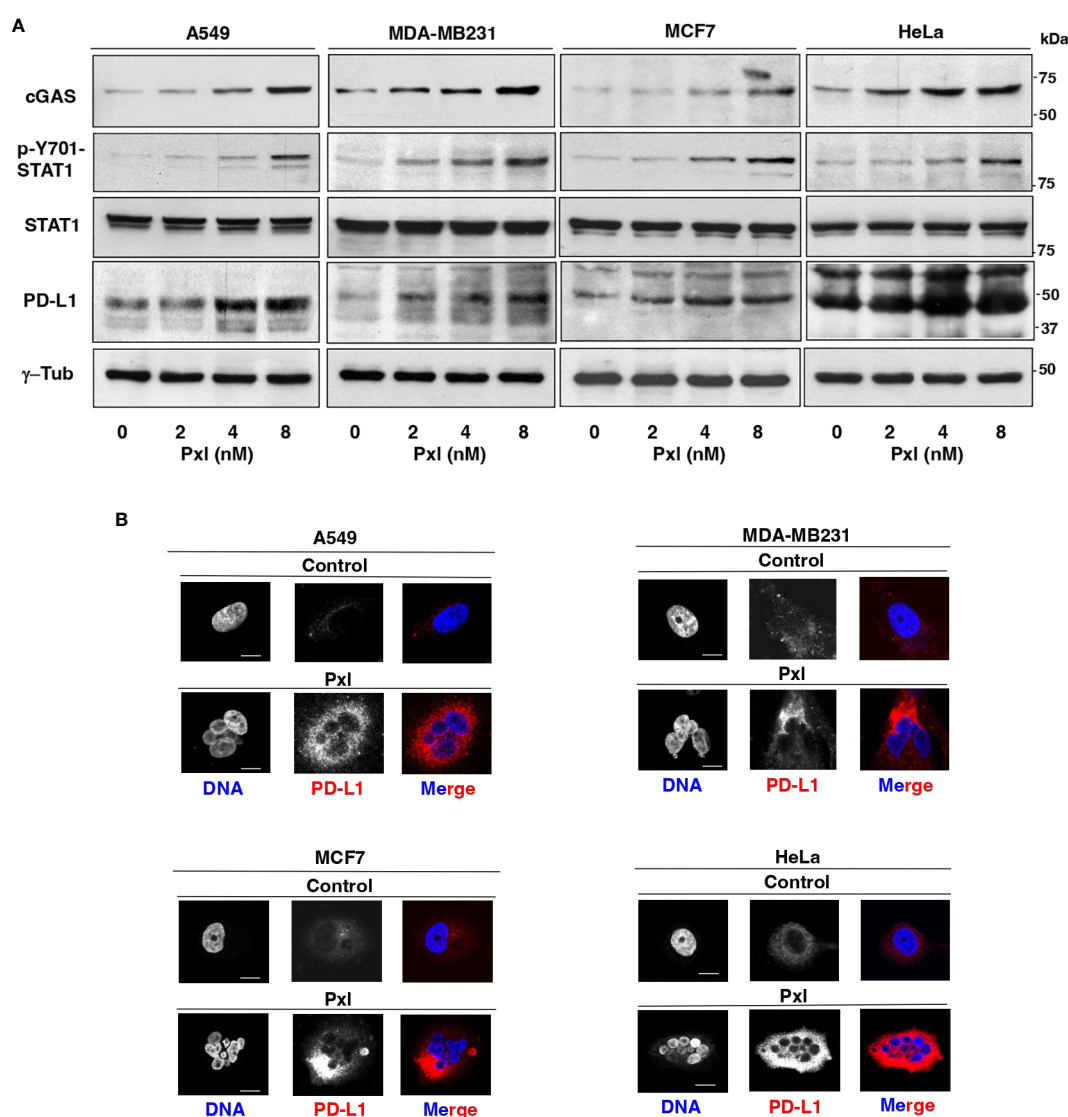 A
A549 MDA-MB231 MCF7 HeLa kDa
cGAS -75
-50
p-Y701-
STAT1 -75
STAT1 -75
PD-L1 -50
-37
γ–Tub -50
0 2 4 8 0 2 4 8 0 2 4 8 0 2 4 8
Pxl (nM) Pxl (nM) Pxl (nM) Pxl (nM)
B
A549 MDA-MB231
Control Control
Pxl Pxl
DNA PD-L1 Merge DNA PD-L1 Merge
MCF7 HeLa
Control Control
Pxl Pxl
DNA PD-L1 Merge DNA PD-L1 Merge